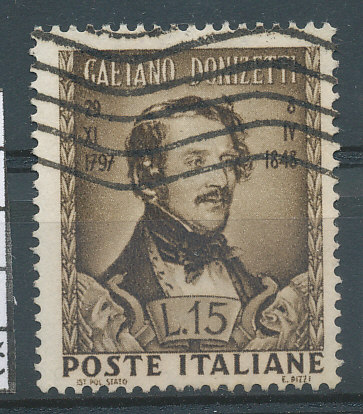 GAETANO DONIZETTI
29 8
XI IV
1797 1848
L.15
POSTE ITALIANE
IST. POL. STATO E. PIZZI